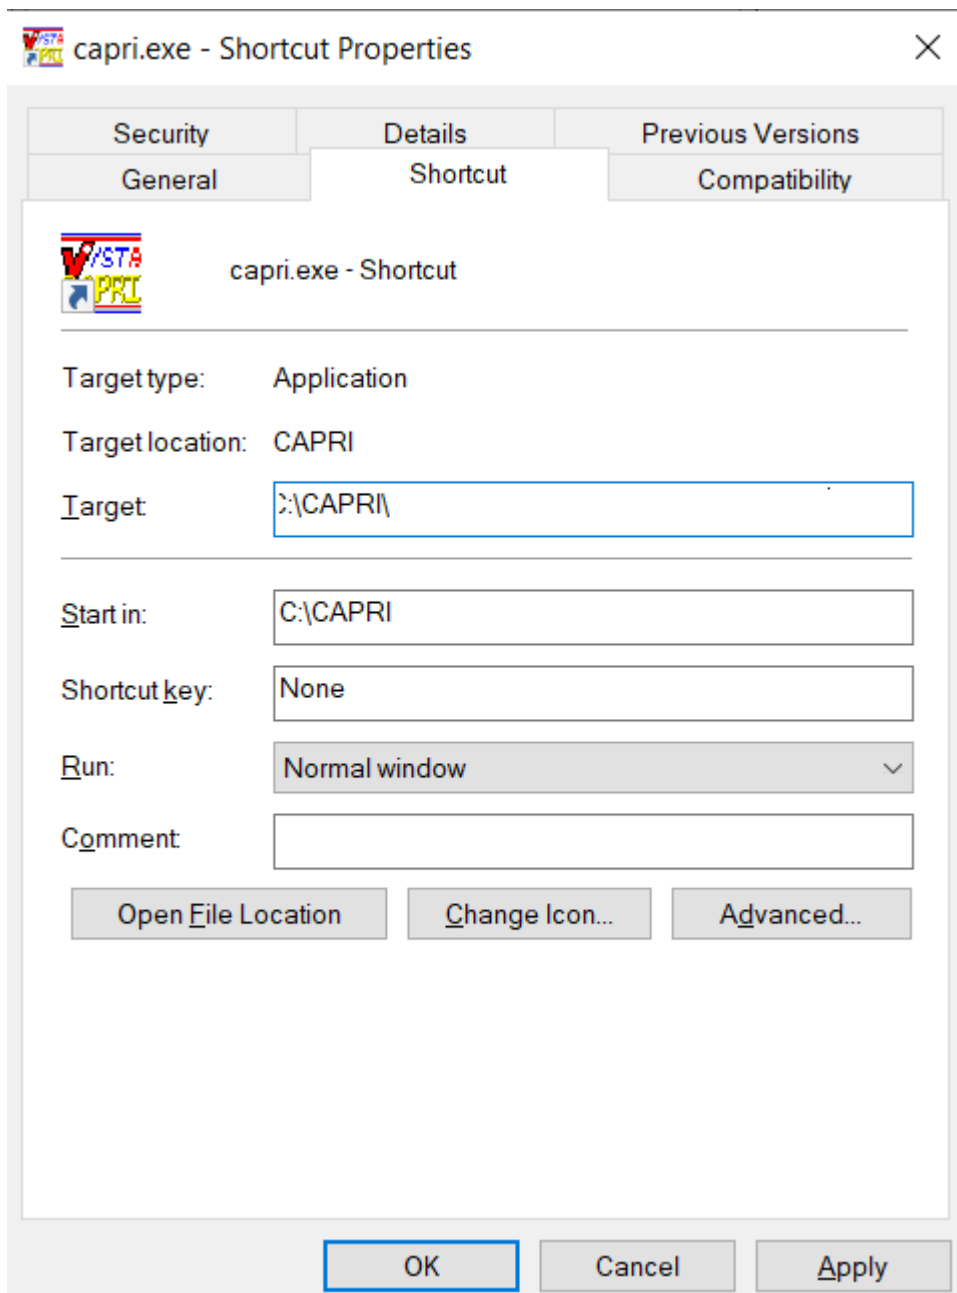 capri.exe - Shortcut Properties
Security Details Previous Versions
General Shortcut Compatibility
capri.exe - Shortcut
Target type: Application
Target location: CAPRI
Target: C:\CAPRI\
Start in: C:\CAPRI
Shortcut key: None
Run: Normal window
Comment:
Open File Location Change Icon... Advanced...
OK Cancel Apply